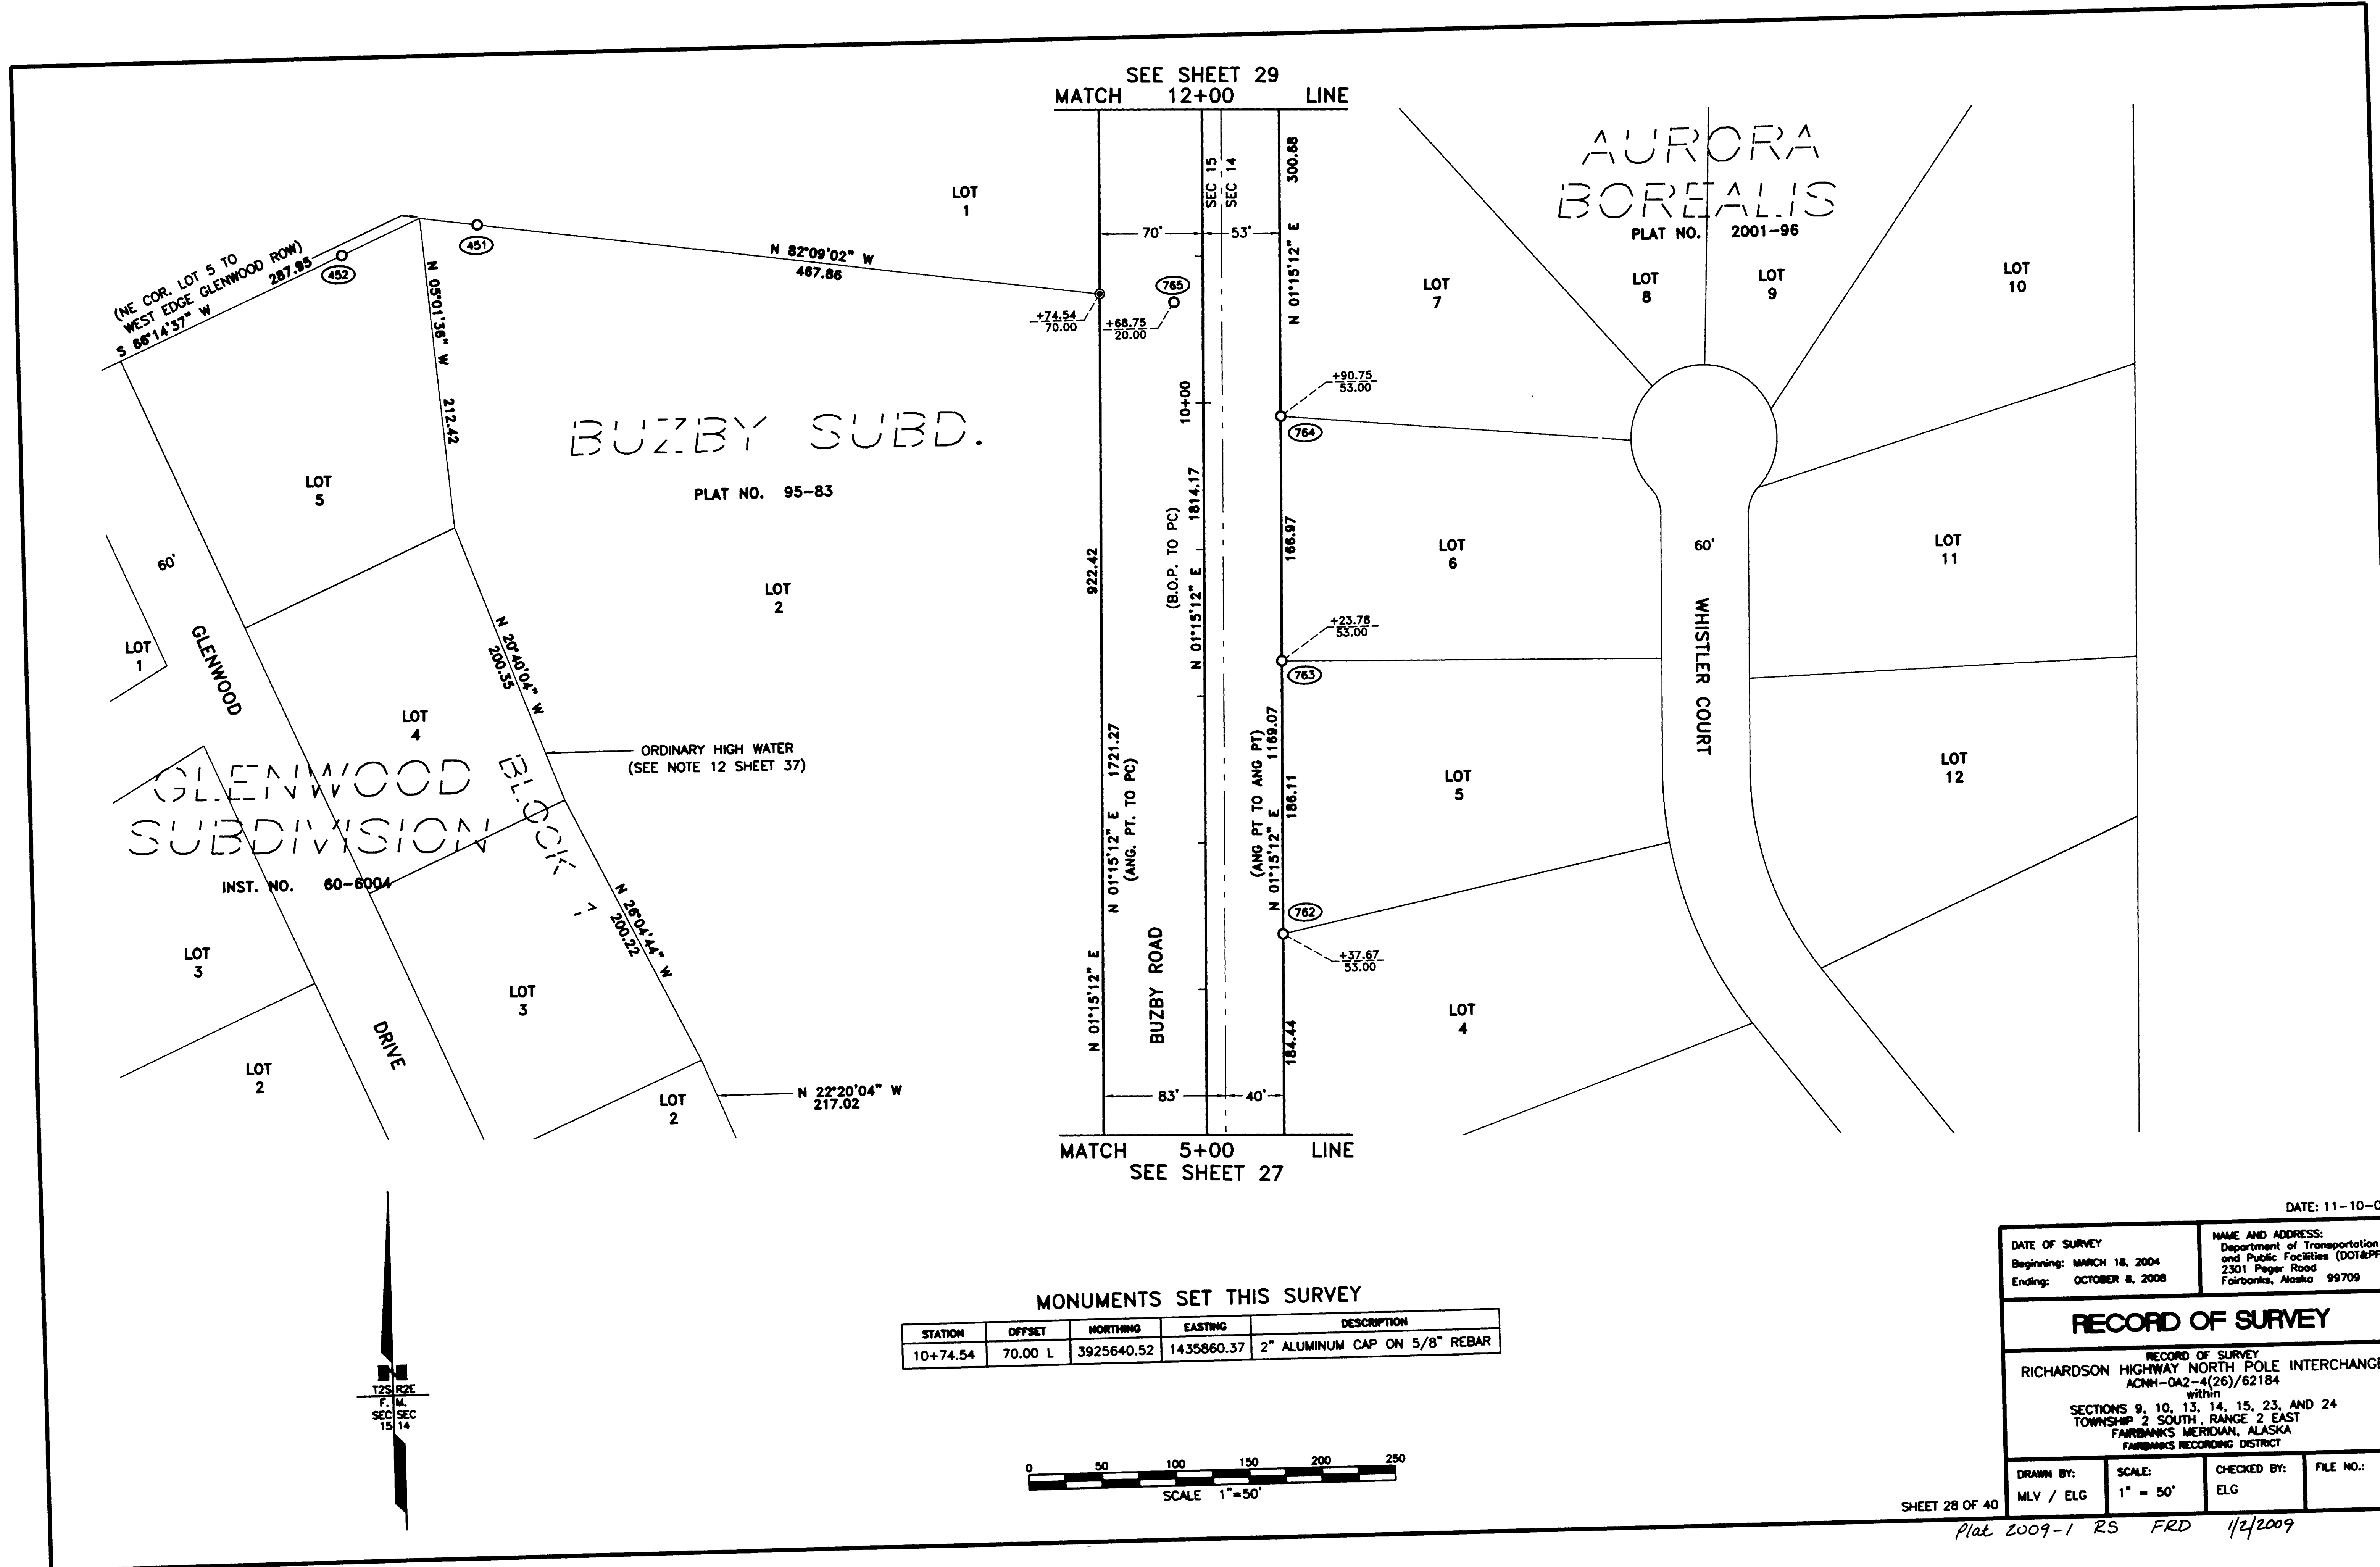 SEE SHEET 29
MATCH 12+00 LINE
AURORA
BOREALIS
PLAT NO. 2001-96
LOT
1
SEC 15
SEC 14
300.68
N 01°15'12" E
70'
53'
(NE COR. LOT 5 TO
WEST EDGE GLENWOOD ROW)
287.95
S 66°14'37" W
452
451
N 82°09'02" W
467.86
N 05°01'36" W 212.42
765
+74.54
70.00
+68.75
20.00
LOT
7
LOT
8
LOT
9
LOT
10
+90.75
53.00
10+00
764
BUZBY SUBD.
PLAT NO. 95-83
LOT
5
60'
LOT
1
GLENWOOD
LOT
2
922.42
(B.O.P. TO PC)
N 01°15'12" E 1814.17
166.97
LOT
6
60'
LOT
11
+23.78
53.00
763
WHISTLER COURT
N 20°40'04" W
200.35
LOT
4
ORDINARY HIGH WATER
(SEE NOTE 12 SHEET 37)
GLENWOOD
SUBDIVISION
INST. NO. 60-6004
BLOCK 1
N 01°15'12" E 1721.27
(ANG. PT. TO PC)
(ANG PT TO ANG PT)
N 01°15'12" E 1169.07
186.11
LOT
5
LOT
12
762
+37.67
53.00
N 26°04'44" W
200.22
LOT
3
LOT
3
DRIVE
LOT
2
LOT
2
N 22°20'04" W
217.02
N 01°15'12" E
BUZBY ROAD
184.44
LOT
4
83'
40'
MATCH 5+00 LINE
SEE SHEET 27
N
T2S R2E
F. M.
SEC SEC
15 14
MONUMENTS SET THIS SURVEY
STATION OFFSET NORTHING EASTING DESCRIPTION
10+74.54 70.00 L 3925640.52 1435860.37 2" ALUMINUM CAP ON 5/8" REBAR
0 50 100 150 200 250
SCALE 1"=50'
DATE: 11-10-0
DATE OF SURVEY
Beginning: MARCH 18, 2004
Ending: OCTOBER 8, 2008
NAME AND ADDRESS:
Department of Transportation
and Public Facilities (DOT&PF
2301 Peger Road
Fairbanks, Alaska 99709
RECORD OF SURVEY
RECORD OF SURVEY
RICHARDSON HIGHWAY NORTH POLE INTERCHANGE
ACNH-0A2-4(26)/62184
within
SECTIONS 9, 10, 13, 14, 15, 23, AND 24
TOWNSHIP 2 SOUTH, RANGE 2 EAST
FAIRBANKS MERIDIAN, ALASKA
FAIRBANKS RECORDING DISTRICT
DRAWN BY:
MLV / ELG
SCALE:
1" = 50'
CHECKED BY:
ELG
FILE NO.:
SHEET 28 OF 40
Plat 2009-1 RS FRD 1/2/2009